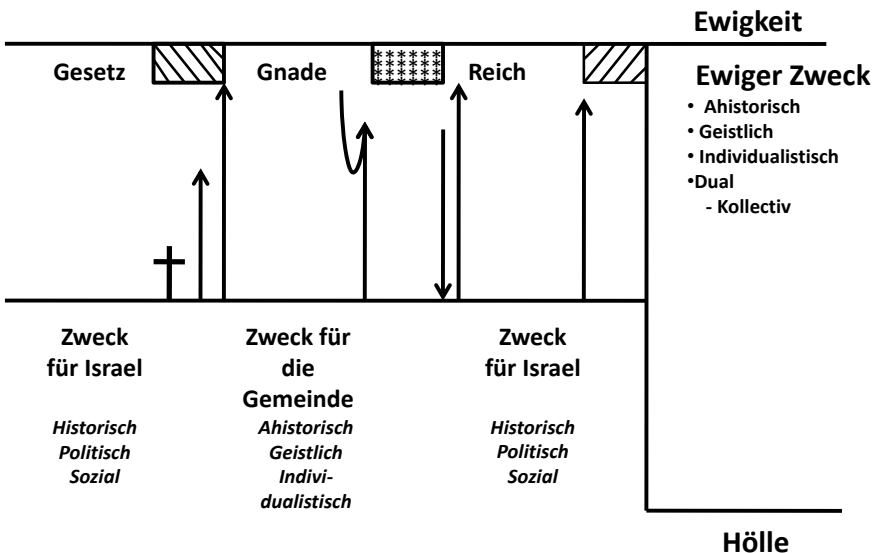 Ewigkeit
Gesetz
Gnade
Reich
Ewiger Zweck
• Ahistorisch
• Geistlich
• Individualistisch
•Dual
- Kollectiv
Zweck
für Israel
Historisch
Politisch
Sozial
Zweck für
die
Gemeinde
Ahistorisch
Geistlich
Indivi-
dualistisch
Zweck
für Israel
Historisch
Politisch
Sozial
Hölle